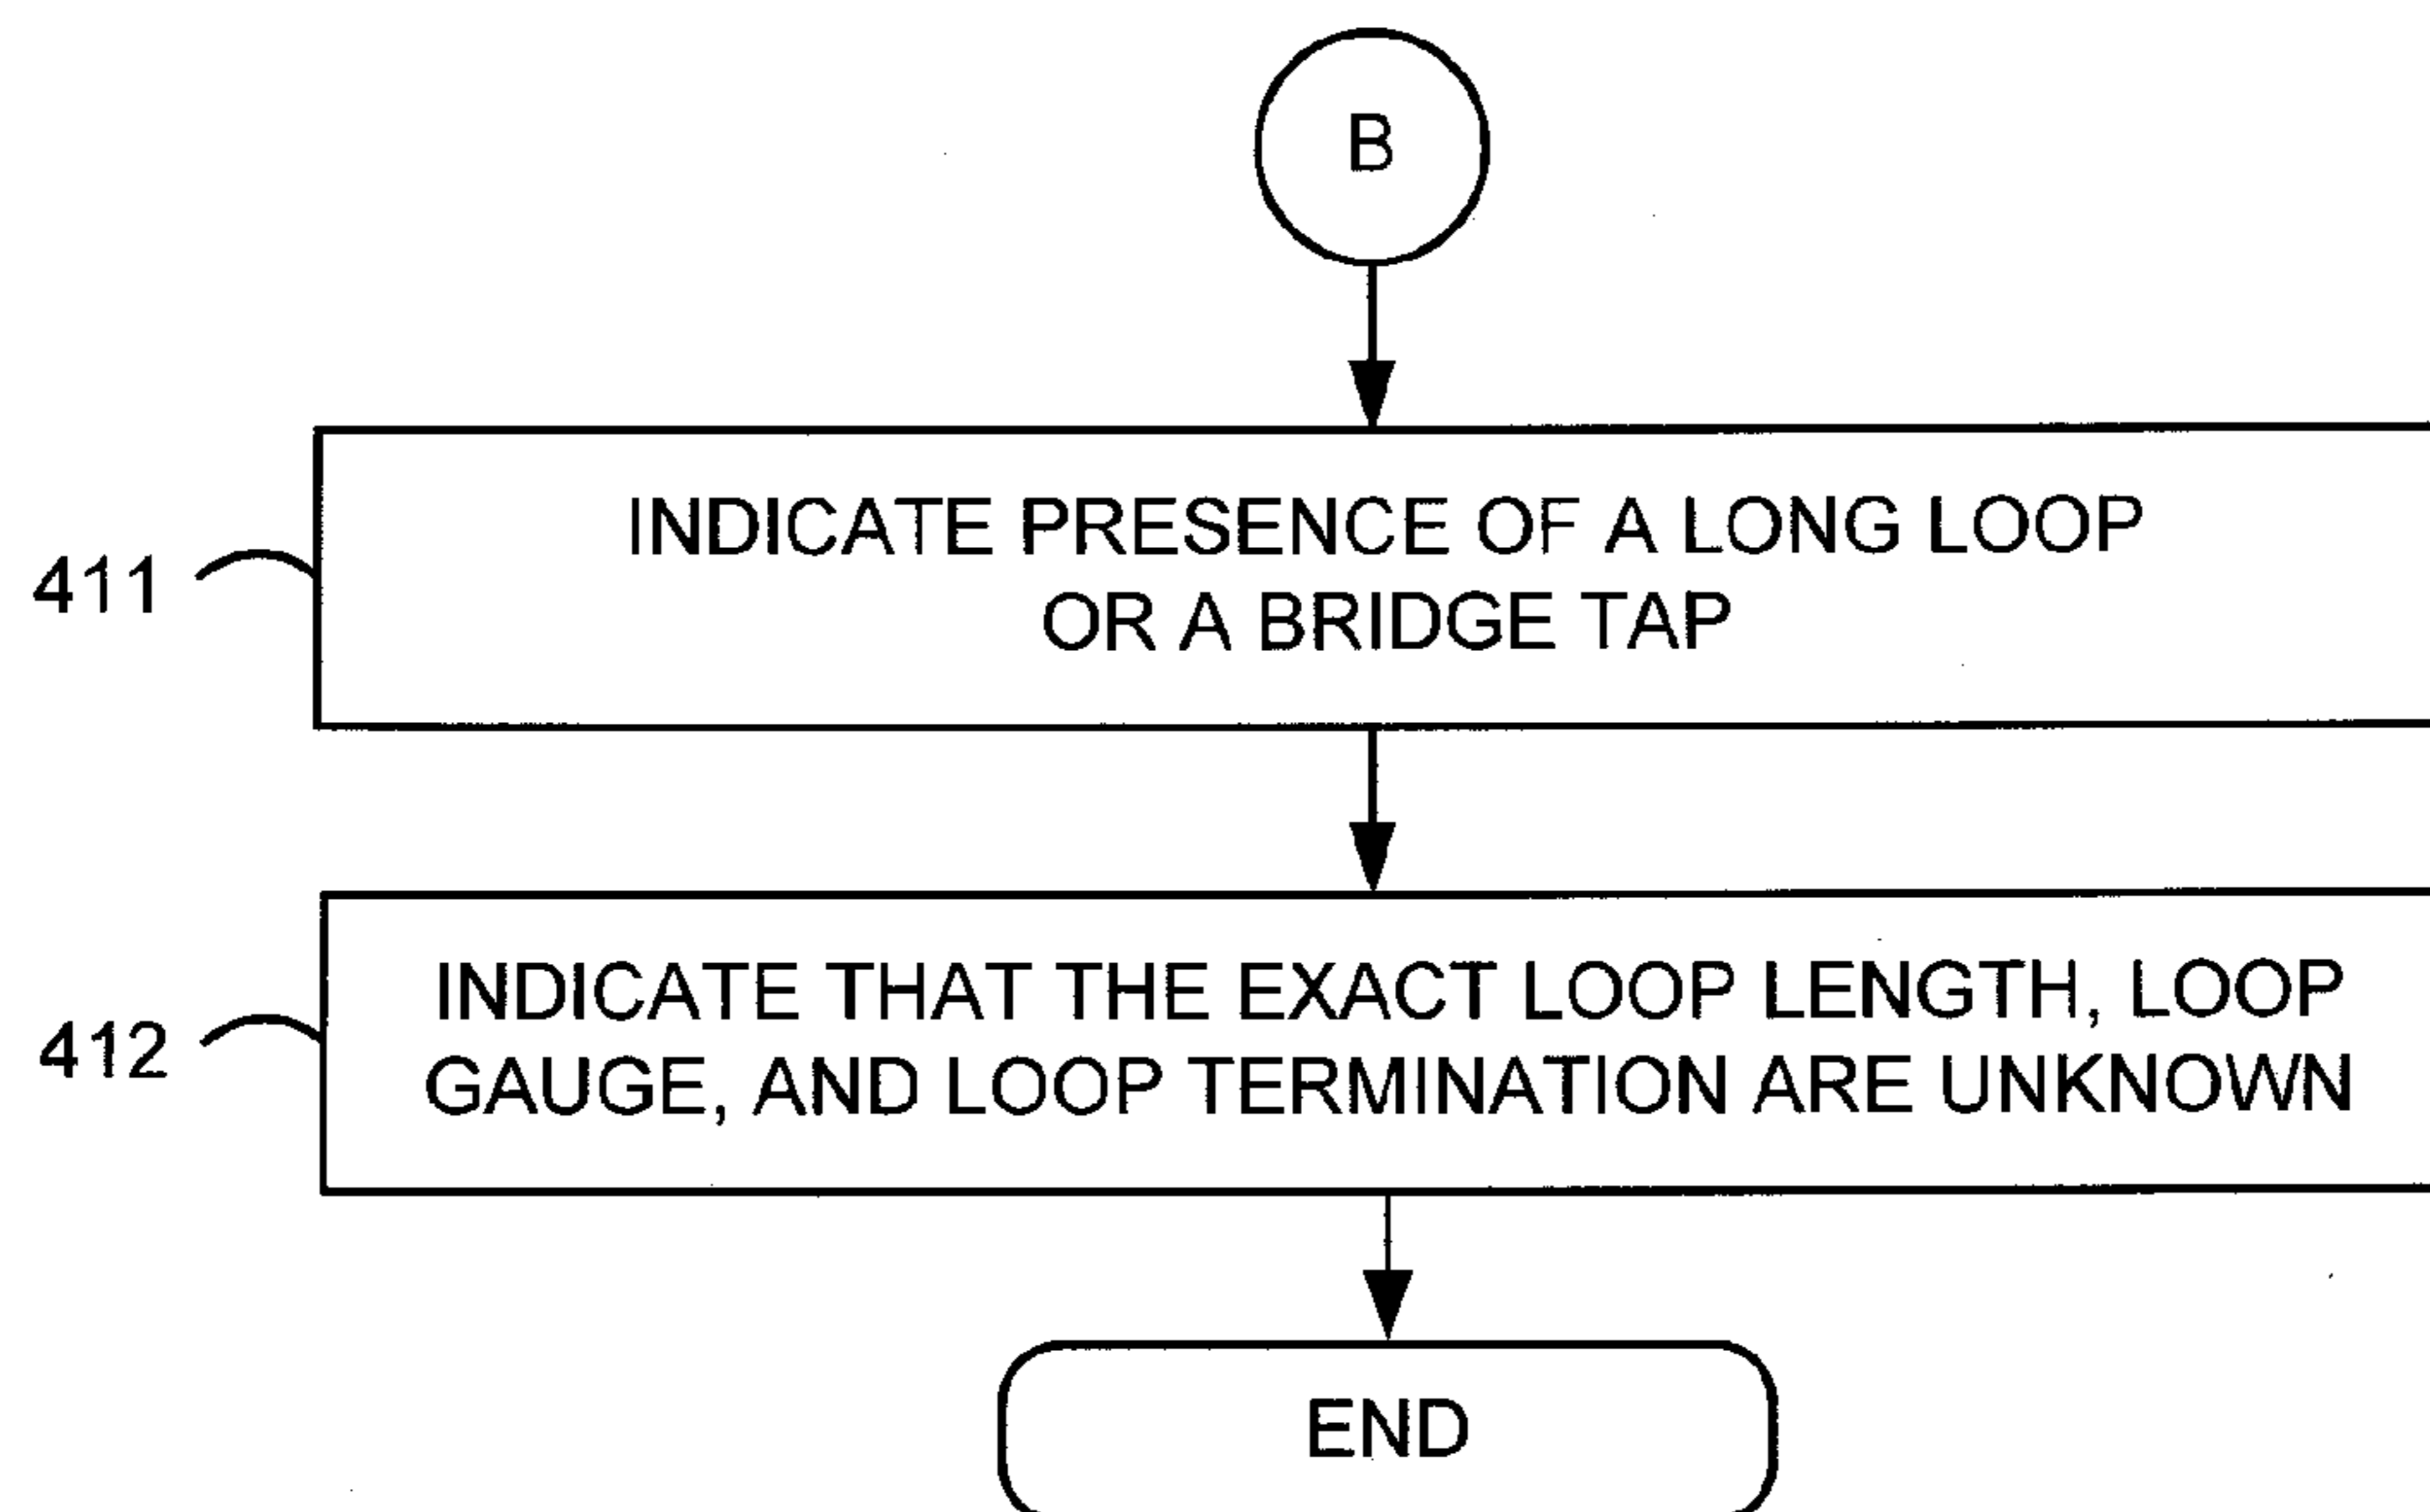 B
INDICATE PRESENCE OF A LONG LOOP
OR A BRIDGE TAP
411
INDICATE THAT THE EXACT LOOP LENGTH, LOOP
GAUGE, AND LOOP TERMINATION ARE UNKNOWN
412
END